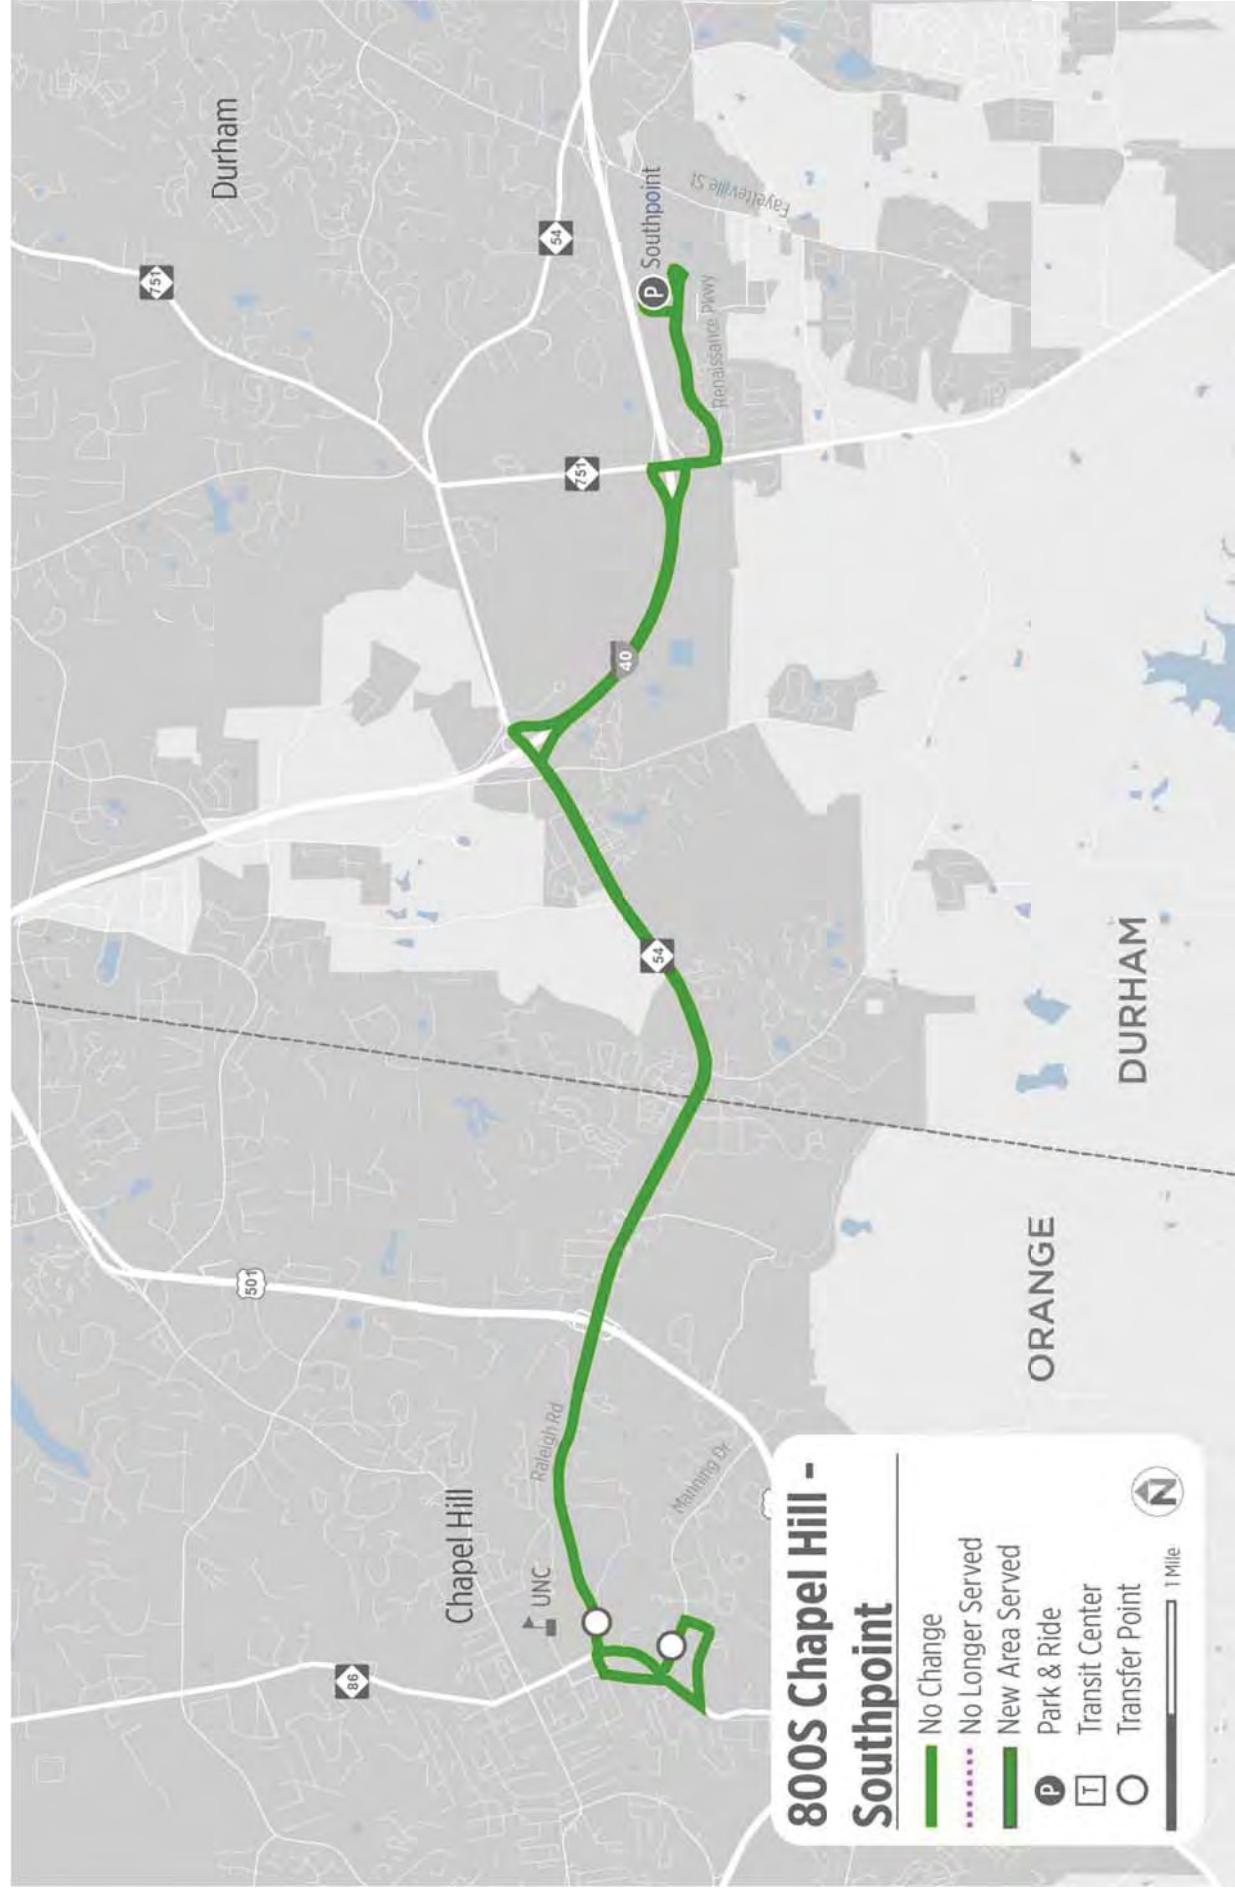 Durham
751
54
P Southpoint
Fayetteville St
Renaissance Pkwy
751
40
54
DURHAM
ORANGE
501
Raleigh Rd
Manning Dr
Chapel Hill
UNC
86
800S Chapel Hill -
Southpoint
No Change
No Longer Served
New Area Served
P Park & Ride
T Transit Center
Transfer Point
N
1 Mile